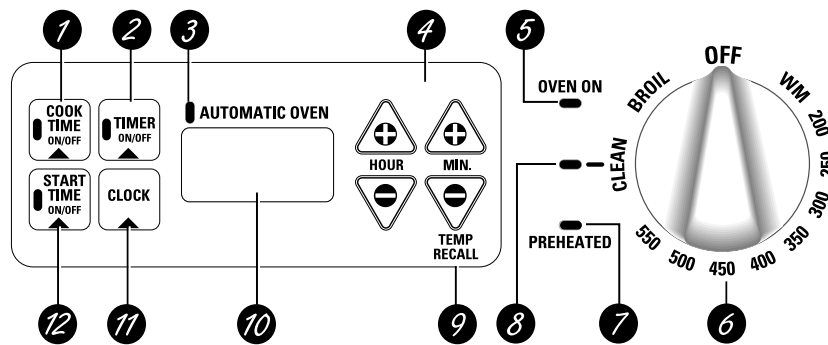 1
2
3
4
5
COOK
TIME
ON/OFF
TIMER
ON/OFF
AUTOMATIC OVEN
HOUR
MIN.
START
TIME
ON/OFF
CLOCK
TEMP
RECALL
OVEN ON
CLEAN
PREHEATED
OFF
WM
200
250
300
350
400
450
500
550
BROIL
12
11
10
9
8
7
6